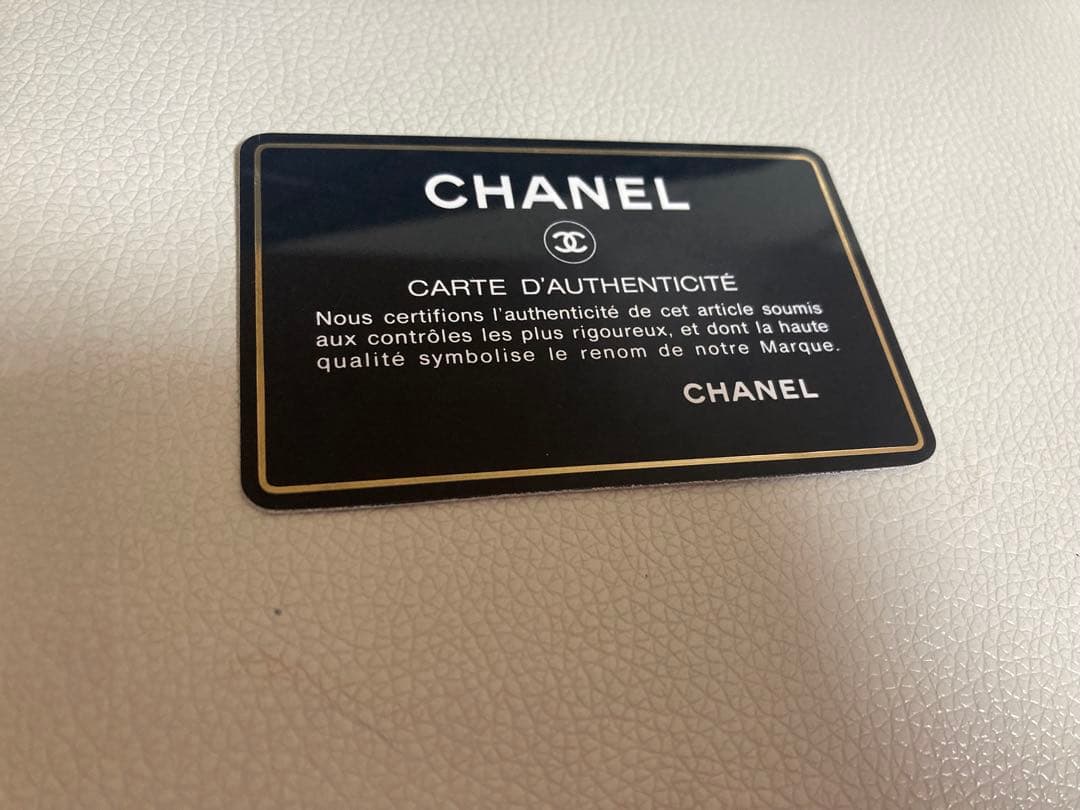 CHANEL
CARTE D'AUTHENTICITÉ
Nous certifions l'authenticité de cet article soumis
aux contrôles les plus rigoureux, et dont la haute
qualité symbolise le renom de notre Marque.
CHANEL